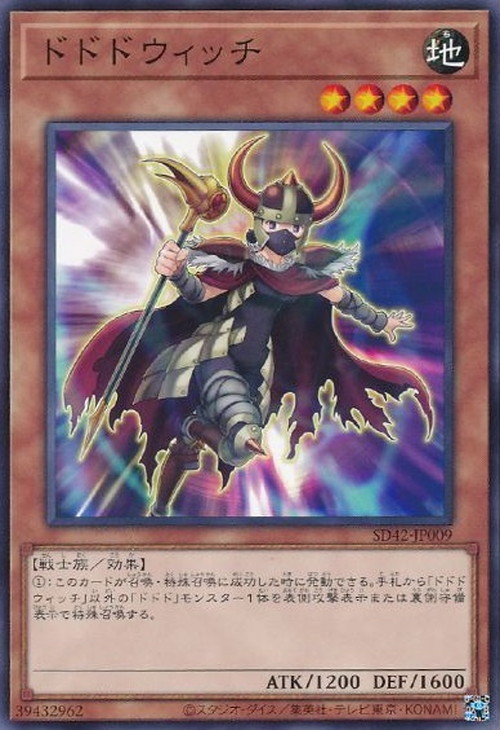 ドドドウィッチ
地
SD42-JP009
【戦士族／効果】
①：このカードが召喚・特殊召喚に成功した時に発動できる。手札から「ドドド
ウィッチ」以外の「ドドド」モンスター1体を表側攻撃表示または裏側守備
表示で特殊召喚する。
ATK/1200 DEF/1600
39432962 ©スタジオ・ダイス／集英社・テレビ東京・KONAMI